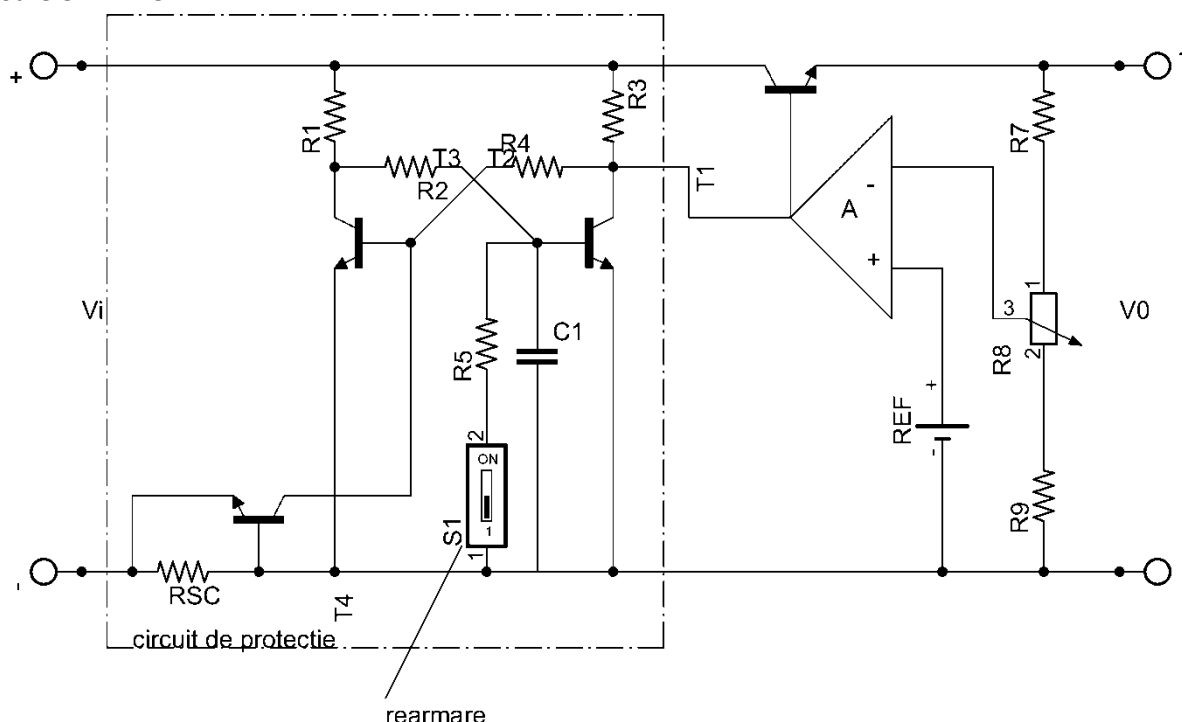 +
R1
R3
T3
T2
R4
R2
T1
R7
-
A
+
Vi
C1
R5
3
1
2
R8
V0
2
ON
1
S1
1
REF
+
-
R9
-
RSC
T4
circuit de protectie
rearmare